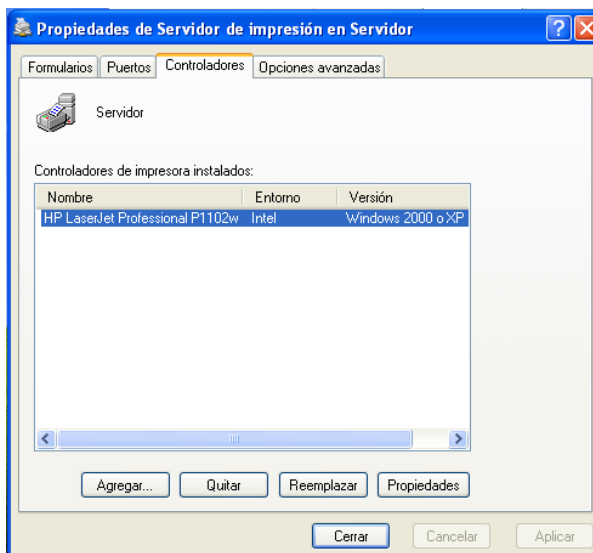 Propiedades de Servidor de impresión en Servidor
Formularios Puertos Controladores Opciones avanzadas
Servidor
Controladores de impresora instalados:
Nombre Entorno Versión
HP LaserJet Professional P1102w Intel Windows 2000 o XP
Agregar... Quitar Reemplazar Propiedades
Cerrar Cancelar Aplicar